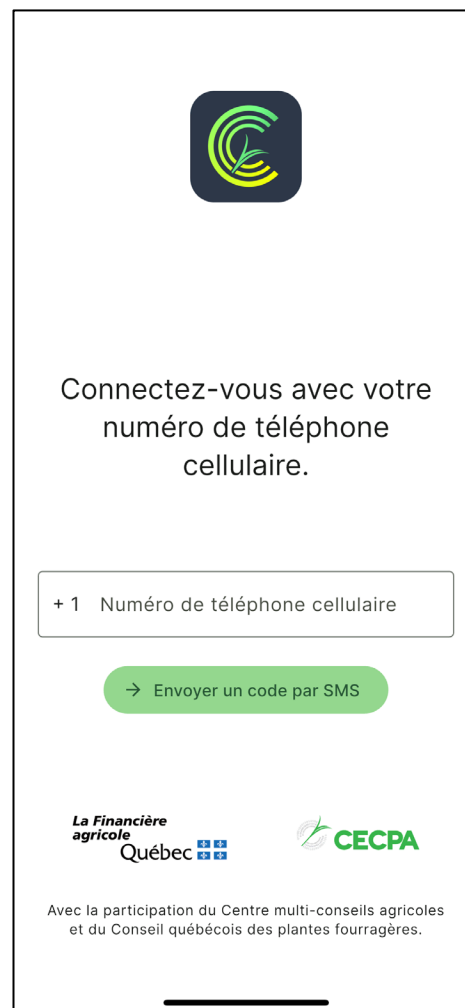 Connectez-vous avec votre
numéro de téléphone
cellulaire.
+ 1 Numéro de téléphone cellulaire
→ Envoyer un code par SMS
La Financière
agricole
Québec
CECPA
Avec la participation du Centre multi-conseils agricoles
et du Conseil québécois des plantes fourragères.